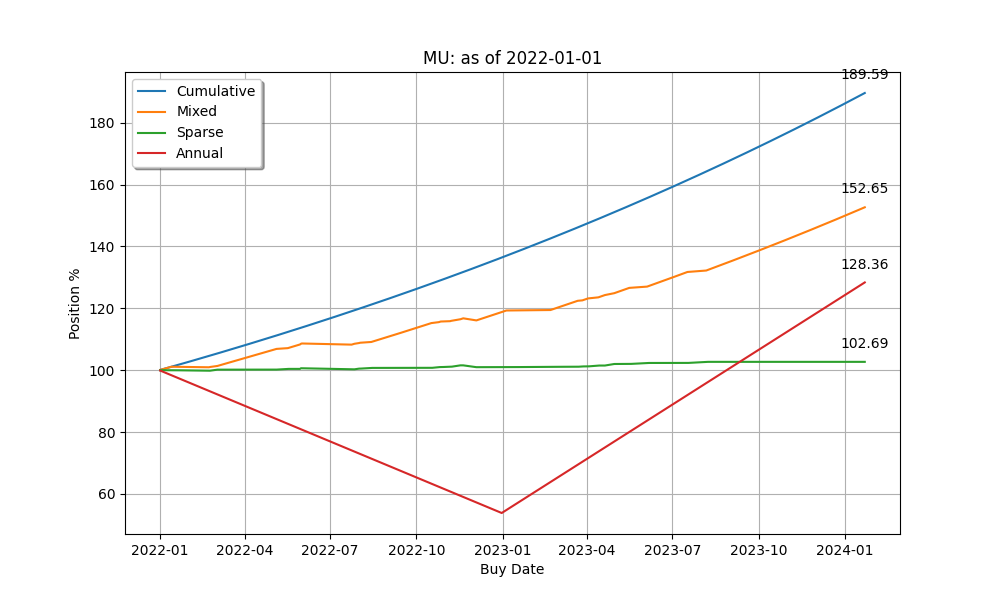 MU: as of 2022-01-01
Cumulative
Mixed
Sparse
Annual
189.59
152.65
128.36
102.69
180
160
140
120
100
80
60
Position %
2022-01 2022-04 2022-07 2022-10 2023-01 2023-04 2023-07 2023-10 2024-01
Buy Date